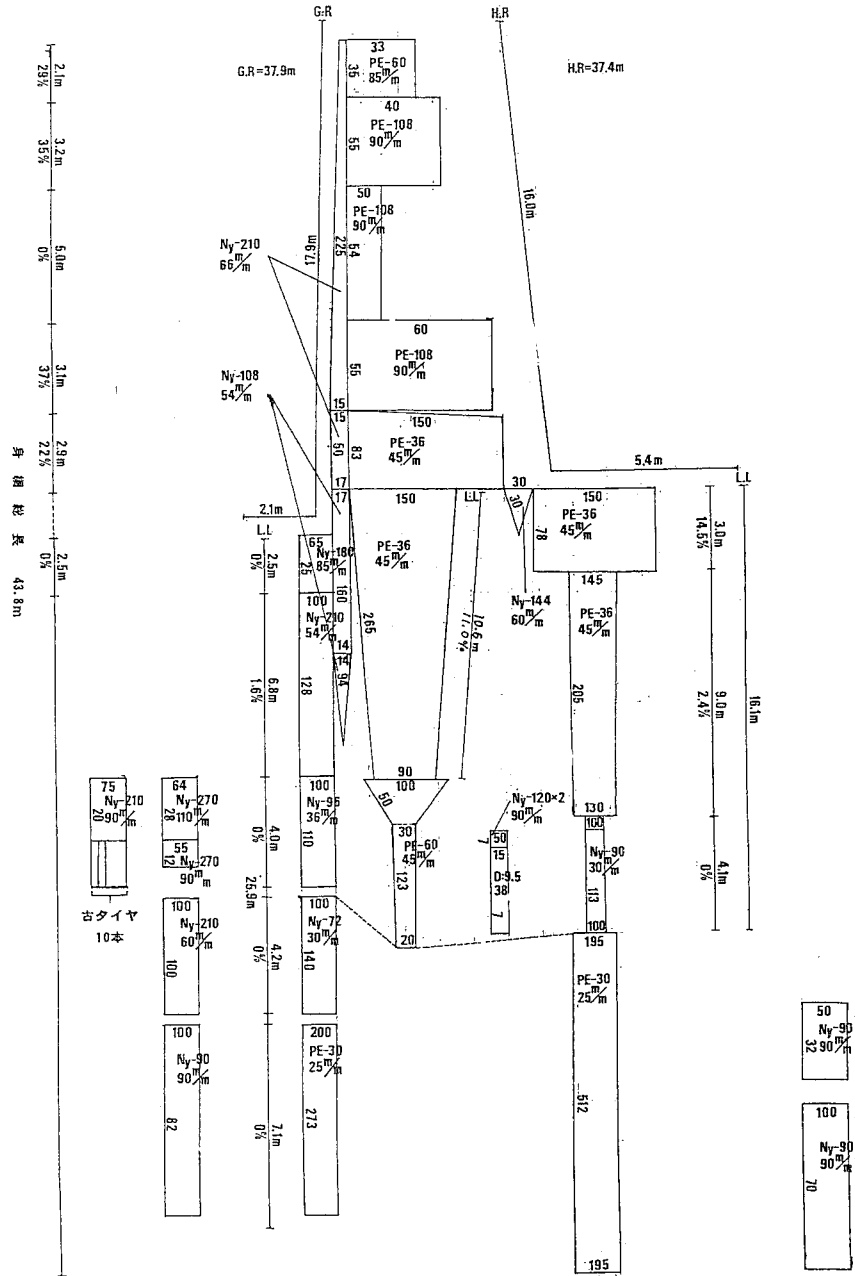 G.R
H.R
G.R=37.9m
H.R=37.4m
2.1m
29%
33
PE-60
85m/m
35
40
PE-108
90m/m
55
3.2m
35%
50
PE-108
90m/m
54
225
17.9m
16.0m
Ny-210
66m/m
5.0m
0%
60
PE-108
90m/m
55
3.1m
37%
Ny-108
54m/m
15
15
150
PE-36
45m/m
50
83
2.9m
22%
17
17
5.4m
L.L
30
30
150
PE-36
45m/m
78
3.0m
14.5%
2.1m
L.L
150
L.L
PE-36
45m/m
265
10.6m
11.0%
Ny-144
60m/m
2.5m
0%
2.5m
0%
65
Ny-180
85m/m
25
160
100
Ny-210
54m/m
128
14
14
94
6.8m
1.6%
145
PE-36
45m/m
205
9.0m
2.4%
16.1m
身網総長 43.8m
90
100
50
75
Ny-210
90m/m
20
64
Ny-270
110m/m
28
55
Ny-270
90m/m
12
古タイヤ
10本
100
Ny-96
36m/m
110
4.0m
0%
25.9m
30
PE-60
45m/m
123
20
Ny-120×2
90m/m
7
50
15
D:9.5
38
7
130
100
Ny-90
30m/m
113
100
4.1m
0%
100
Ny-210
60m/m
100
100
Ny-72
30m/m
140
4.2m
0%
195
PE-30
25m/m
512
195
100
Ny-90
90m/m
82
200
PE-30
25m/m
273
7.1m
0%
50
Ny-90
90m/m
32
100
Ny-90
90m/m
70